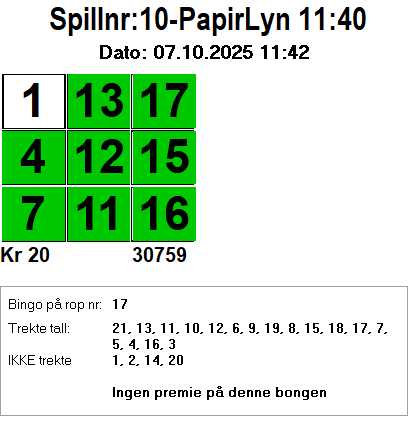 Spillnr:10-PapirLyn 11:40
Dato: 07.10.2025 11:42
1 13 17
4 12 15
7 11 16
Kr 20 30759
Bingo på rop nr: 17
Trekte tall: 21, 13, 11, 10, 12, 6, 9, 19, 8, 15, 18, 17, 7,
5, 4, 16, 3
IKKE trekte 1, 2, 14, 20
Ingen premie på denne bongen